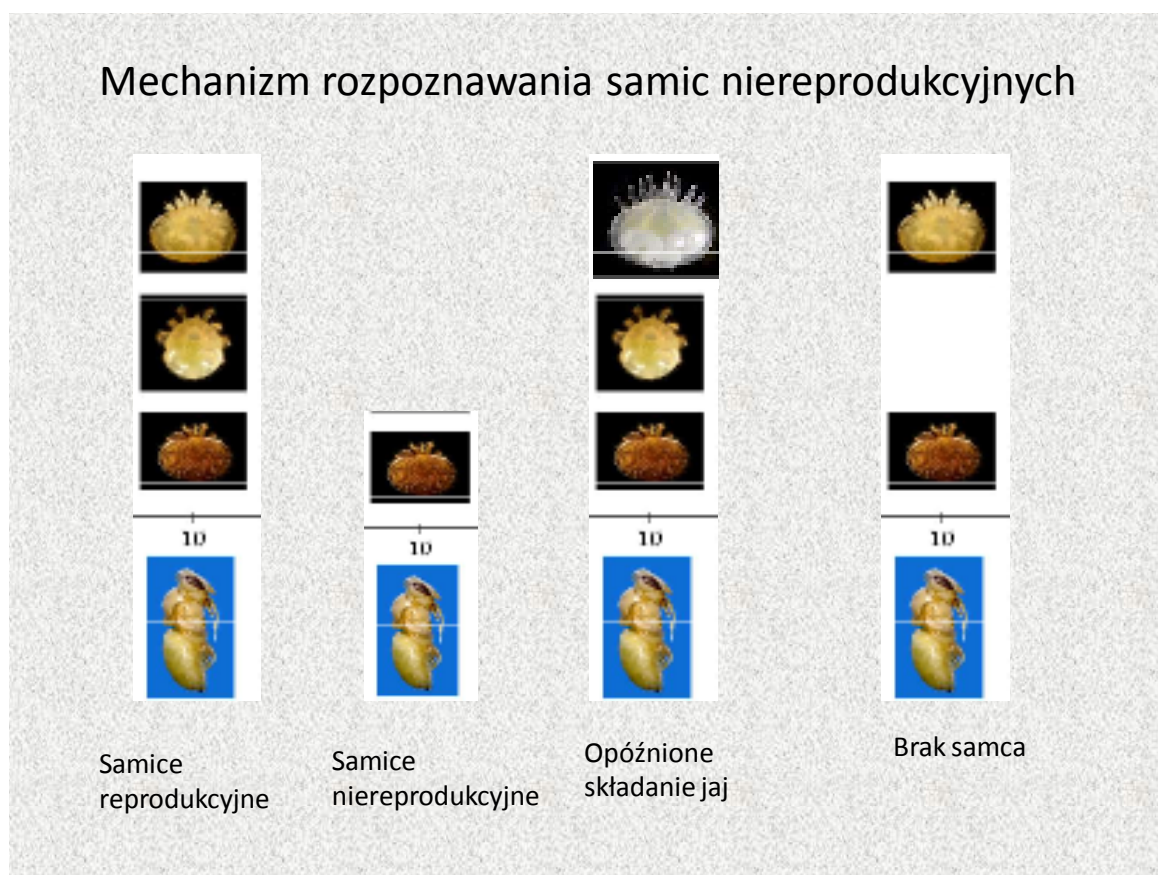 Mechanizm rozpoznawania samic niereprodukcyjnych
10
10
10
10
Samice
reprodukcyjne
Samice
niereprodukcyjne
Opóźnione
składanie jaj
Brak samca